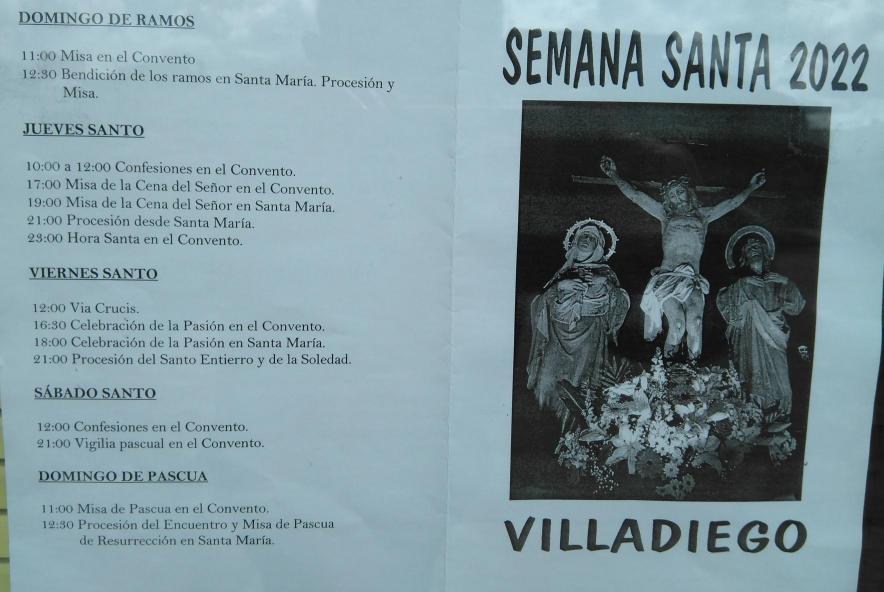 DOMINGO DE RAMOS
11:00 Misa en el Convento
12:30 Bendición de los ramos en Santa María. Procesión y
Misa.
JUEVES SANTO
10:00 a 12:00 Confesiones en el Convento.
17:00 Misa de la Cena del Señor en el Convento.
19:00 Misa de la Cena del Señor en Santa María.
21:00 Procesión desde Santa María.
23:00 Hora Santa en el Convento.
VIERNES SANTO
12:00 Via Crucis.
16:30 Celebración de la Pasión en el Convento.
18:00 Celebración de la Pasión en Santa María.
21:00 Procesión del Santo Entierro y de la Soledad.
SÁBADO SANTO
12:00 Confesiones en el Convento.
21:00 Vigilia pascual en el Convento.
DOMINGO DE PASCUA
11:00 Misa de Pascua en el Convento.
12:30 Procesión del Encuentro y Misa de Pascua
de Resurrección en Santa María.
SEMANA SANTA 2022
VILLADIEGO